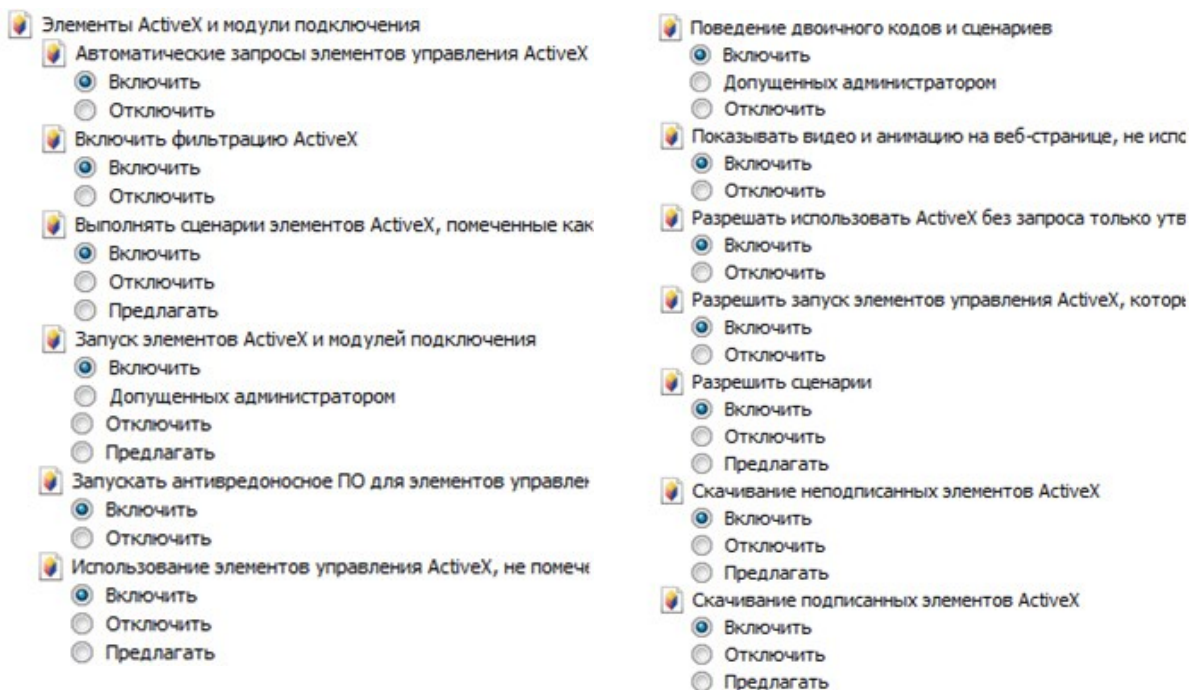 Элементы ActiveX и модули подключения
Автоматические запросы элементов управления ActiveX
Включить
Отключить
Включить фильтрацию ActiveX
Включить
Отключить
Выполнять сценарии элементов ActiveX, помеченные как
Включить
Отключить
Предлагать
Запуск элементов ActiveX и модулей подключения
Включить
Допущенных администратором
Отключить
Предлагать
Запускать антивредоносное ПО для элементов управлен
Включить
Отключить
Использование элементов управления ActiveX, не помече
Включить
Отключить
Предлагать
Поведение двоичного кодов и сценариев
Включить
Допущенных администратором
Отключить
Показывать видео и анимацию на веб-странице, не испо
Включить
Отключить
Разрешать использовать ActiveX без запроса только утв
Включить
Отключить
Разрешить запуск элементов управления ActiveX, которы
Включить
Отключить
Разрешить сценарии
Включить
Отключить
Предлагать
Скачивание неподписанных элементов ActiveX
Включить
Отключить
Предлагать
Скачивание подписанных элементов ActiveX
Включить
Отключить
Предлагать